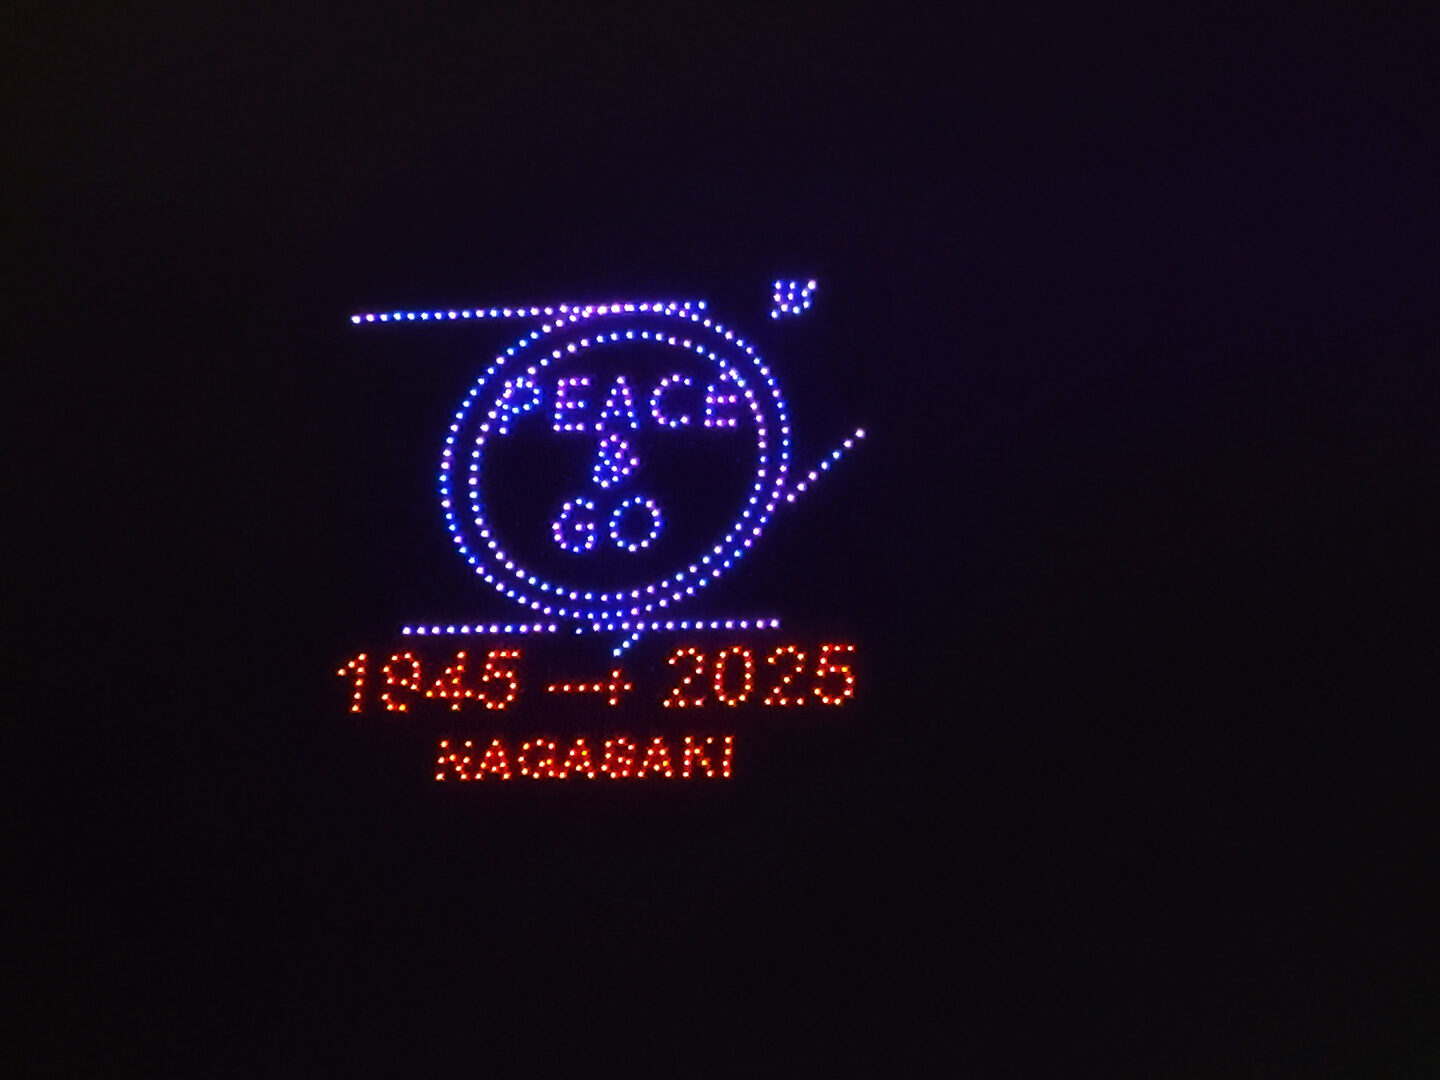 PEACE
&
GO
1945 → 2025
NAGASAKI